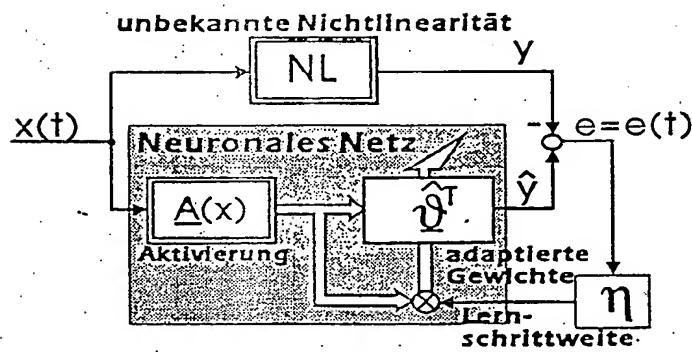 unbekannte Nichtlinearität
NL
y
x(t)
-
e=e(t)
Neuronales Netz
A(x)
ϑ̂ᵀ
ŷ
Aktivierung
adaptierte
Gewichte
η
Lern-
schrittweite